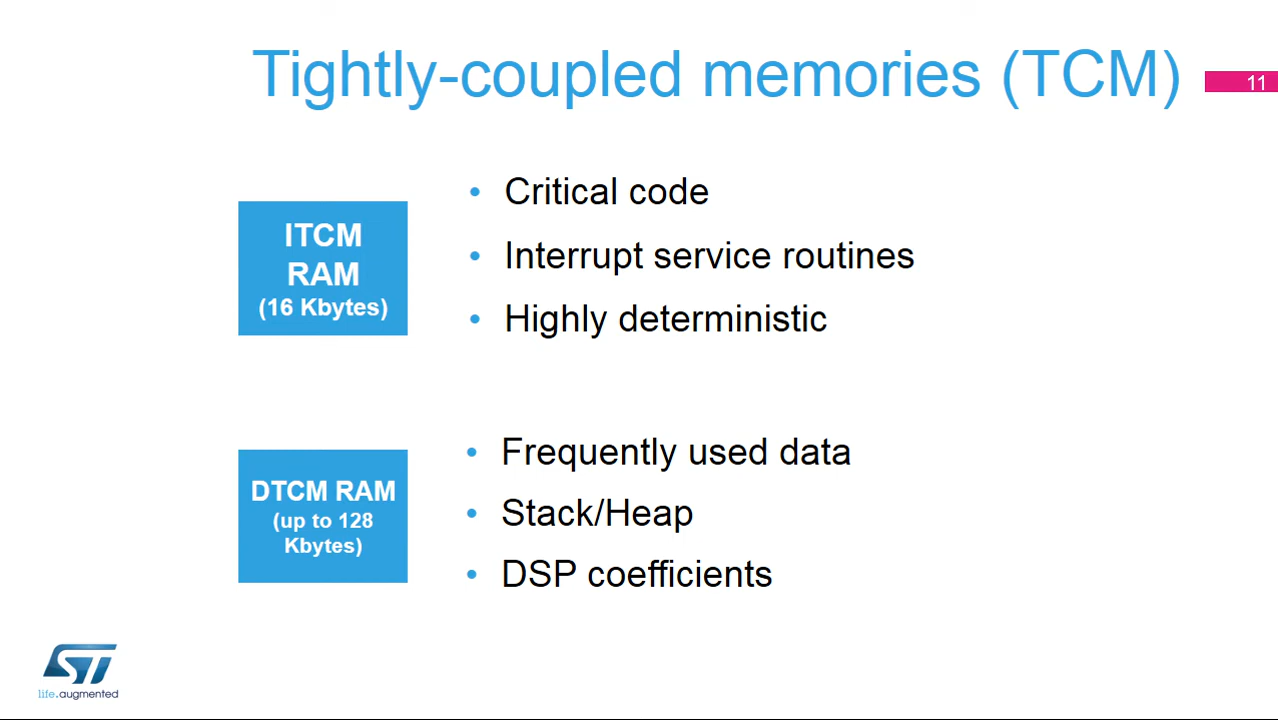 Tightly-coupled memories (TCM)
11
• Critical code
• Interrupt service routines
• Highly deterministic
ITCM
RAM
(16 Kbytes)
• Frequently used data
• Stack/Heap
• DSP coefficients
DTCM RAM
(up to 128
Kbytes)
ST
life.augmented